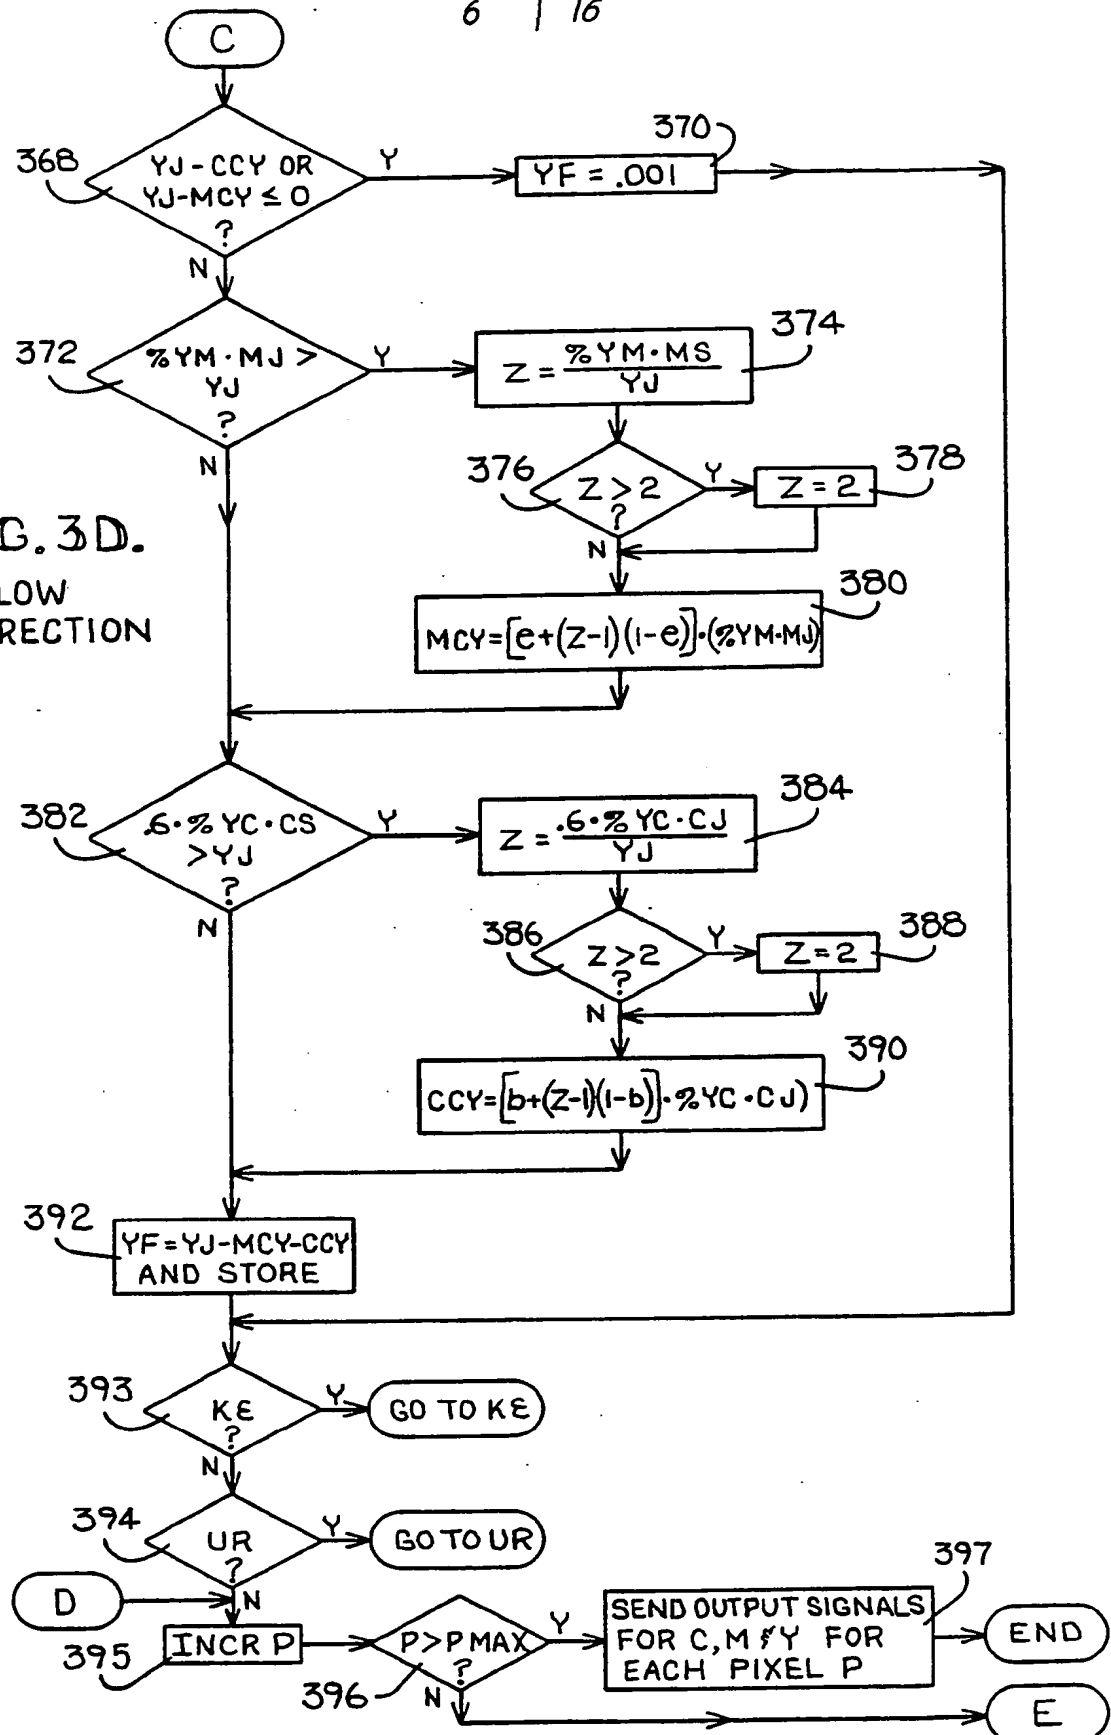 6 | 16
C
368
YJ-CCY OR
YJ-MCY ≤ 0
?
Y
N
370
YF = .001
372
%YM·MJ >
YJ
?
Y
N
374
Z = %YM·MS
YJ
376
Z > 2
?
Y
N
378
Z = 2
G. 3D.
LOW
RECTION
380
MCY=[e+(Z-1)(1-e)]·(%YM·MJ)
382
.6·%YC·CS
>YJ
?
Y
N
384
Z = .6·%YC·CJ
YJ
386
Z>2
?
Y
N
388
Z=2
390
CCY=[b+(Z-1)(1-b)]·%YC·CJ)
392
YF=YJ-MCY-CCY
AND STORE
393
KE
?
Y
N
GO TO KE
394
UR
?
Y
N
GO TO UR
D
395
INCR P
396
P>P MAX
?
Y
N
397
SEND OUTPUT SIGNALS
FOR C, M & Y FOR
EACH PIXEL P
END
E